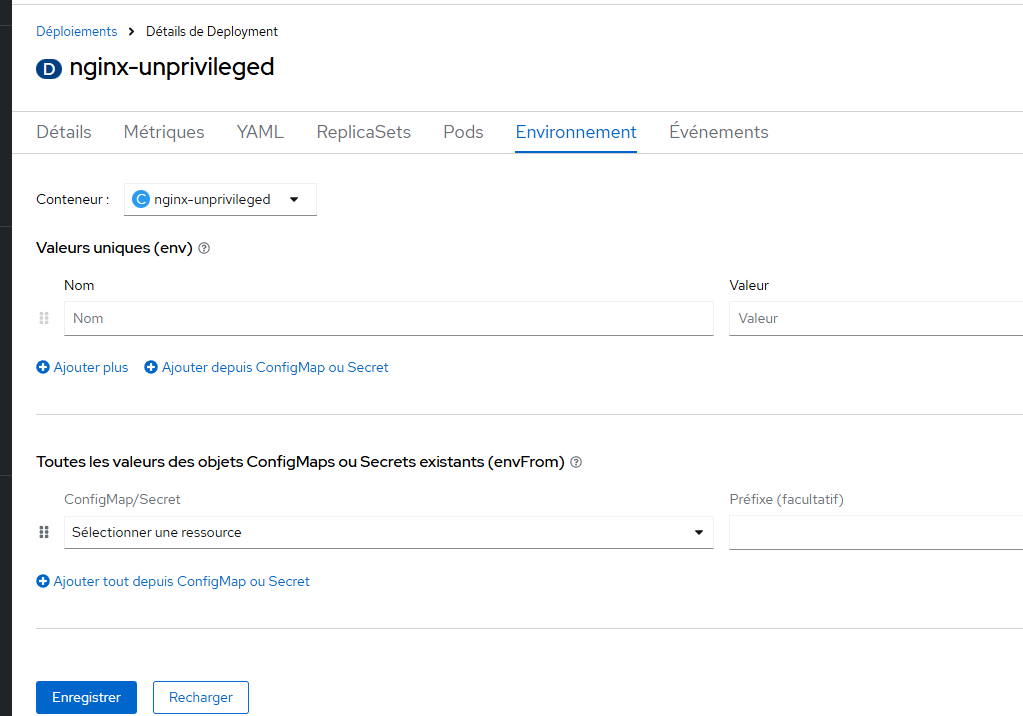 Déploiements > Détails de Deployment
D nginx-unprivileged
Détails Métriques YAML ReplicaSets Pods Environnement Événements
Conteneur : C nginx-unprivileged
Valeurs uniques (env)
Nom Valeur
Nom Valeur
Ajouter plus Ajouter depuis ConfigMap ou Secret
Toutes les valeurs des objets ConfigMaps ou Secrets existants (envFrom)
ConfigMap/Secret Préfixe (facultatif)
Sélectionner une ressource
Ajouter tout depuis ConfigMap ou Secret
Enregistrer Recharger